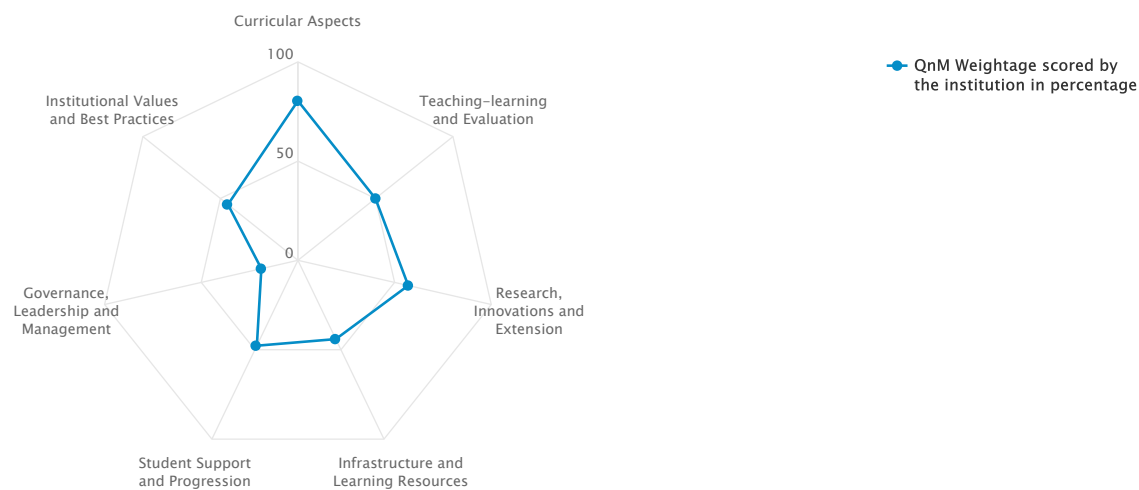 Curricular Aspects
100
Institutional Values
and Best Practices
Teaching-learning
and Evaluation
50
0
Governance,
Leadership and
Management
Research,
Innovations and
Extension
Student Support
and Progression
Infrastructure and
Learning Resources
QnM Weightage scored by
the institution in percentage